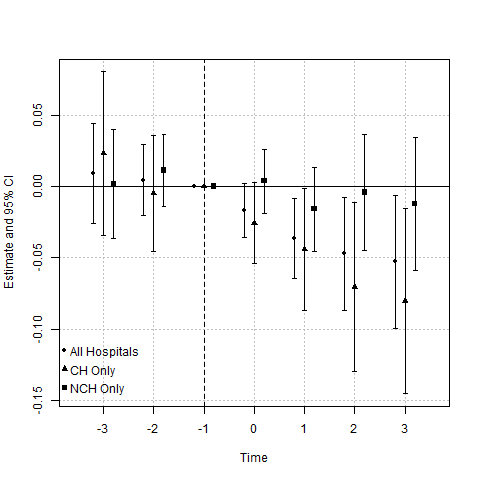 Estimate and 95% CI
0.05
0.00
-0.05
-0.10
-0.15
All Hospitals
CH Only
NCH Only
-3 -2 -1 0 1 2 3
Time